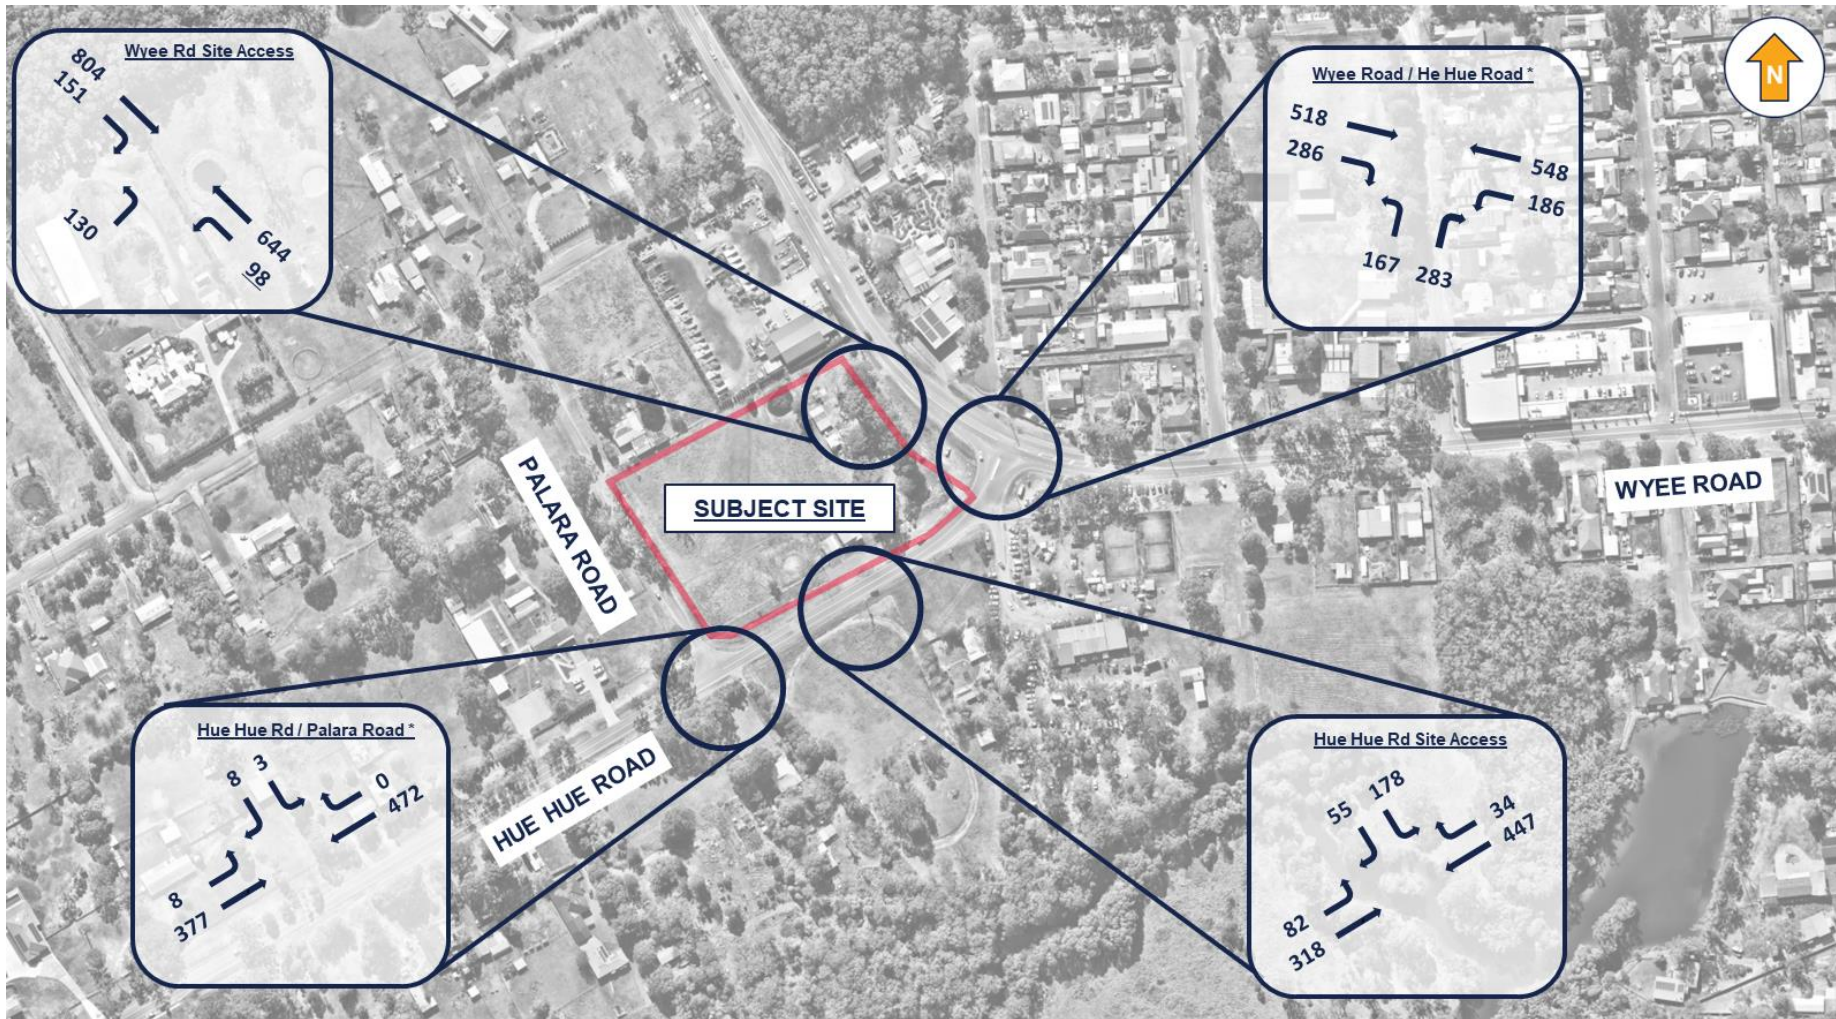 Wyee Rd Site Access
804
151
130
644
98
Wyee Road / He Hue Road *
518
286
548
186
167
283
N
PALARA ROAD
SUBJECT SITE
WYEE ROAD
HUE HUE ROAD
Hue Hue Rd / Palara Road *
8
3
0
472
8
377
Hue Hue Rd Site Access
55
178
34
447
82
318